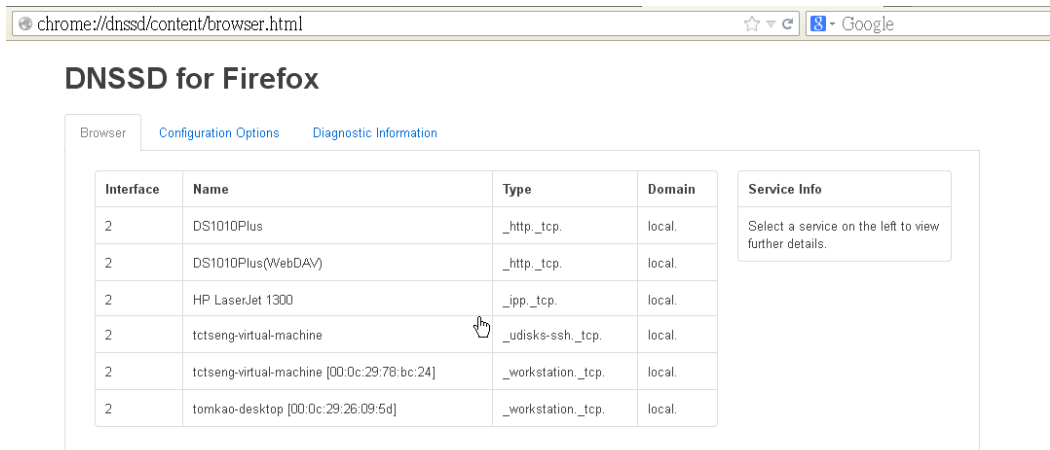 chrome://dnssd/content/browser.html
Google
DNSSD for Firefox
Browser Configuration Options Diagnostic Information
Interface Name Type Domain
2 DS1010Plus _http._tcp. local.
2 DS1010Plus(WebDAV) _http._tcp. local.
2 HP LaserJet 1300 _ipp._tcp. local.
2 tctseng-virtual-machine _udisks-ssh._tcp. local.
2 tctseng-virtual-machine [00:0c:29:78:bc:24] _workstation._tcp. local.
2 tomkao-desktop [00:0c:29:26:09:5d] _workstation._tcp. local.
Service Info
Select a service on the left to view
further details.